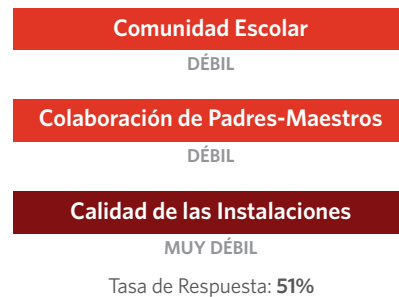 Comunidad Escolar
DÉBIL
Colaboración de Padres-Maestros
DÉBIL
Calidad de las Instalaciones
MUY DÉBIL
Tasa de Respuesta: 51%